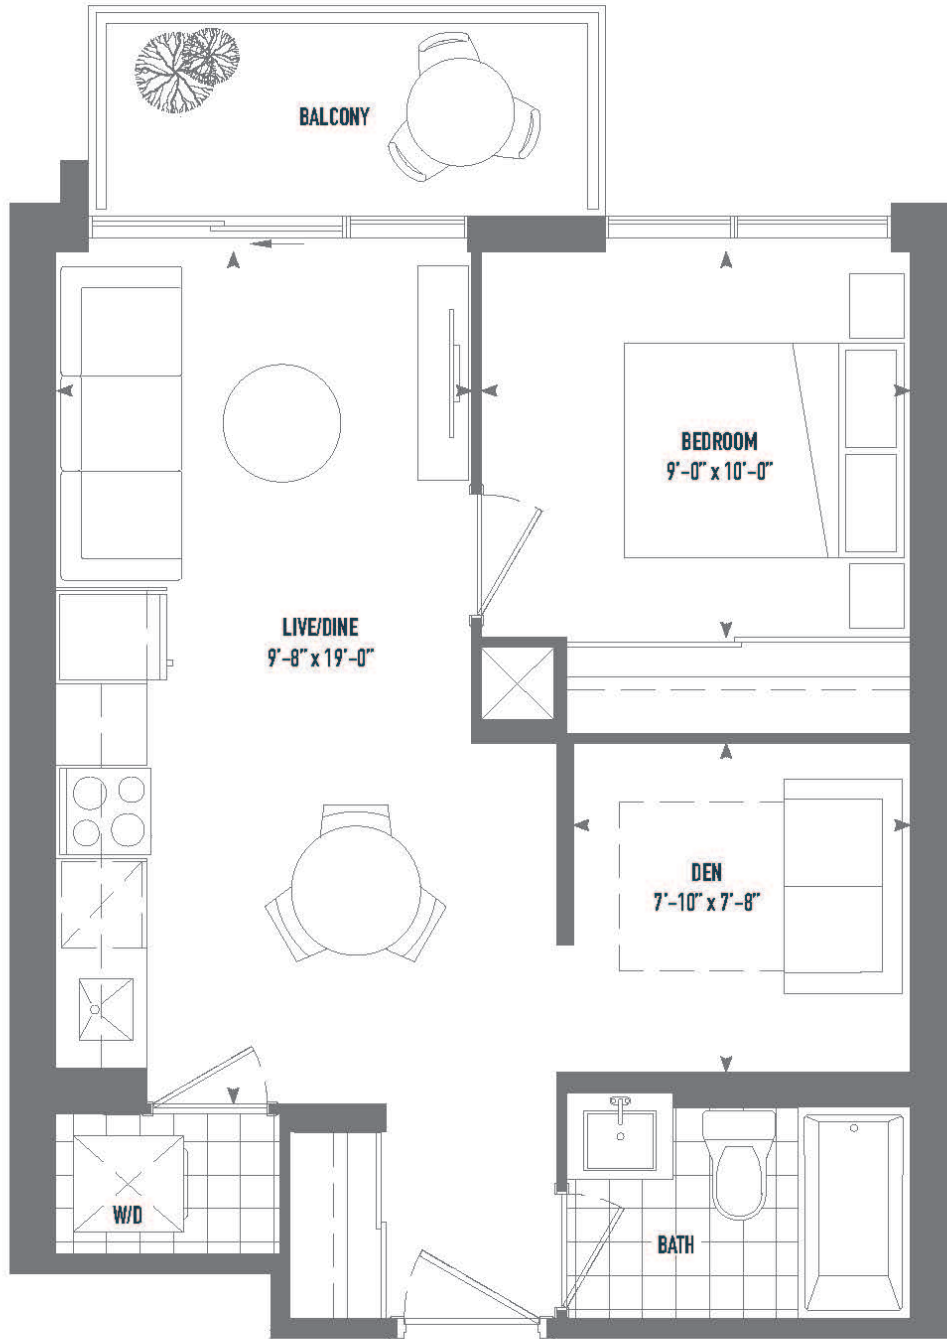 BALCONY
BEDROOM
9'-0" x 10'-0"
LIVE/DINE
9'-8" x 19'-0"
DEN
7'-10" x 7'-8"
W/D
BATH